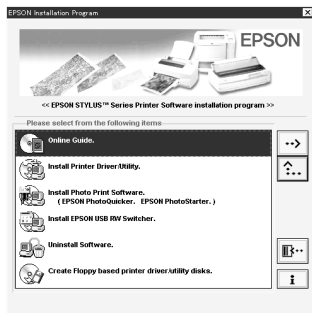 EPSON Installation Program
EPSON
<< EPSON STYLUS™ Series Printer Software installation program >>
Please select from the following items
Online Guide.
Install Printer Driver/Utility.
Install Photo Print Software.
( EPSON PhotoQuicker. EPSON PhotoStarter. )
Install EPSON USB RW Switcher.
Uninstall Software.
Create Floppy based printer driver/utility disks.